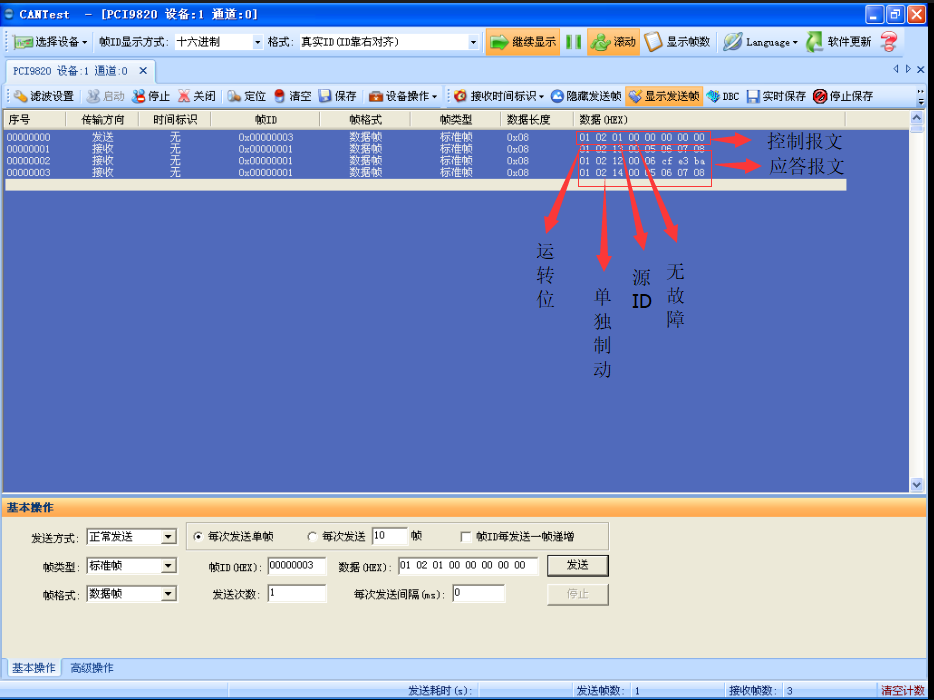 CANTest - [PCI9820 设备:1 通道:0]
选择设备 帧ID显示方式: 十六进制 格式: 真实ID(ID靠右对齐) 继续显示 滚动 显示帧数 Language 软件更新
PCI9820 设备:1 通道:0
滤波设置 启动 停止 关闭 定位 清空 保存 设备操作 接收时间标识 隐藏发送帧 显示发送帧 DBC 实时保存 停止保存
序号 传输方向 时间标识 帧ID 帧格式 帧类型 数据长度 数据(HEX)
00000000 发送 无 0x00000003 数据帧 标准帧 0x08 01 02 01 00 00 00 00 00 控制报文
00000001 接收 无 0x00000001 数据帧 标准帧 0x08 01 02 13 00 05 06 07 08
00000002 接收 无 0x00000001 数据帧 标准帧 0x08 01 02 12 00 06 cf e3 ba 应答报文
00000003 接收 无 0x00000001 数据帧 标准帧 0x08 01 02 14 00 05 06 07 08
运转位
单独制动
源ID
无故障
基本操作
发送方式: 正常发送 每次发送单帧 每次发送 10 帧 帧ID每发送一帧递增
帧类型: 标准帧 帧ID(HEX): 00000003 数据(HEX): 01 02 01 00 00 00 00 00 发送
帧格式: 数据帧 发送次数: 1 每次发送间隔(ms): 0 停止
基本操作 高级操作
发送耗时(s): 发送帧数: 1 接收帧数: 3 清空计数